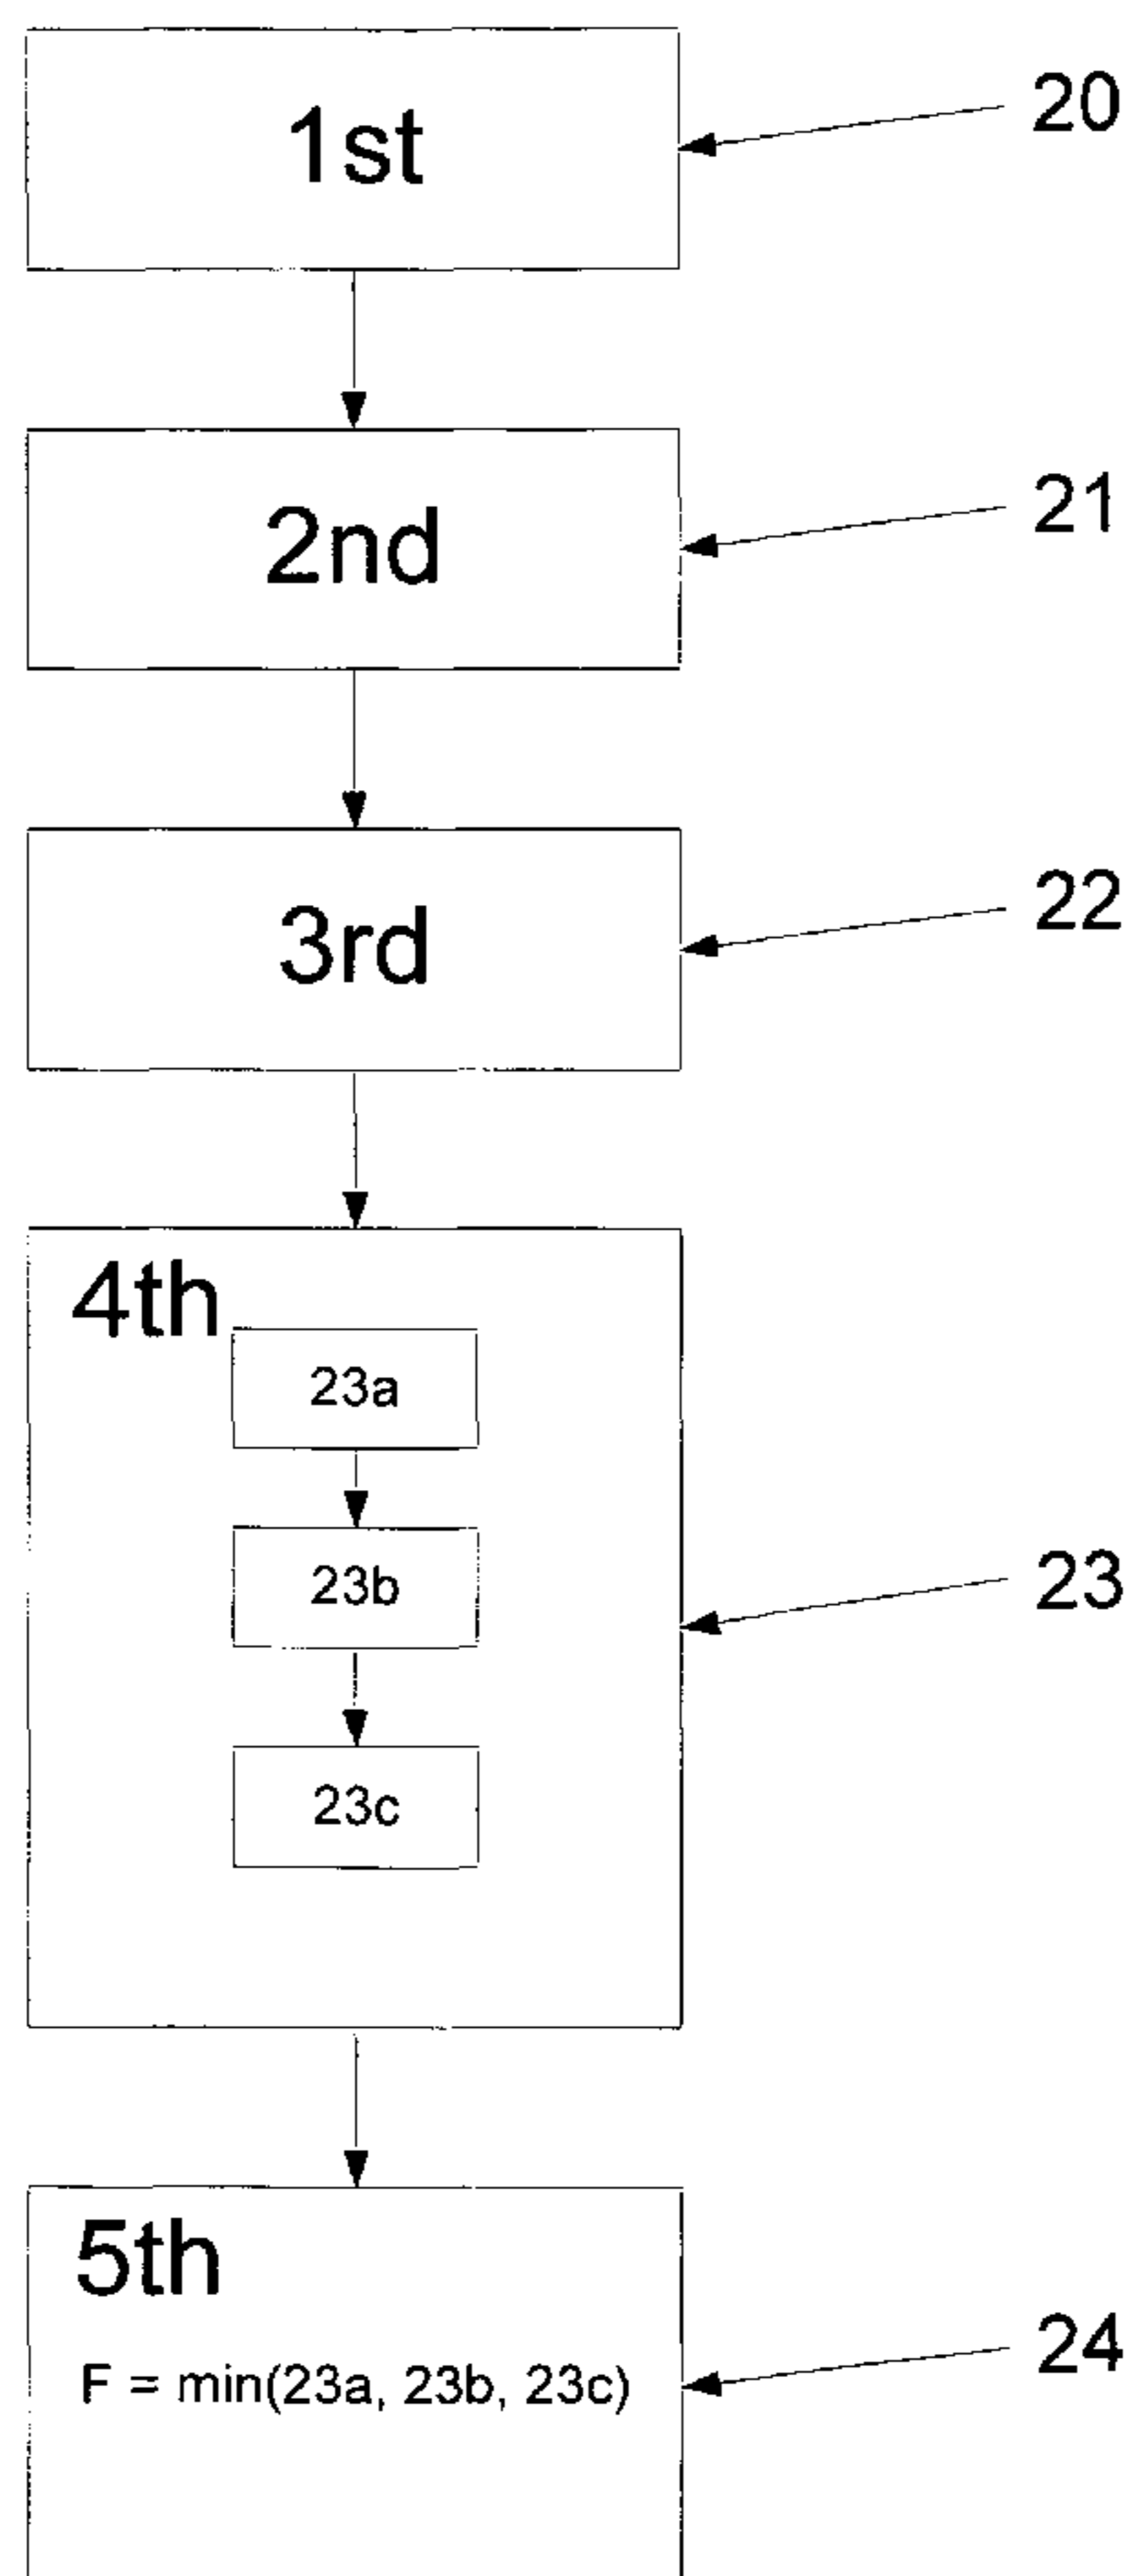 1st
20
2nd
21
3rd
22
4th
23a
23b
23
23c
5th
F = min(23a, 23b, 23c)
24